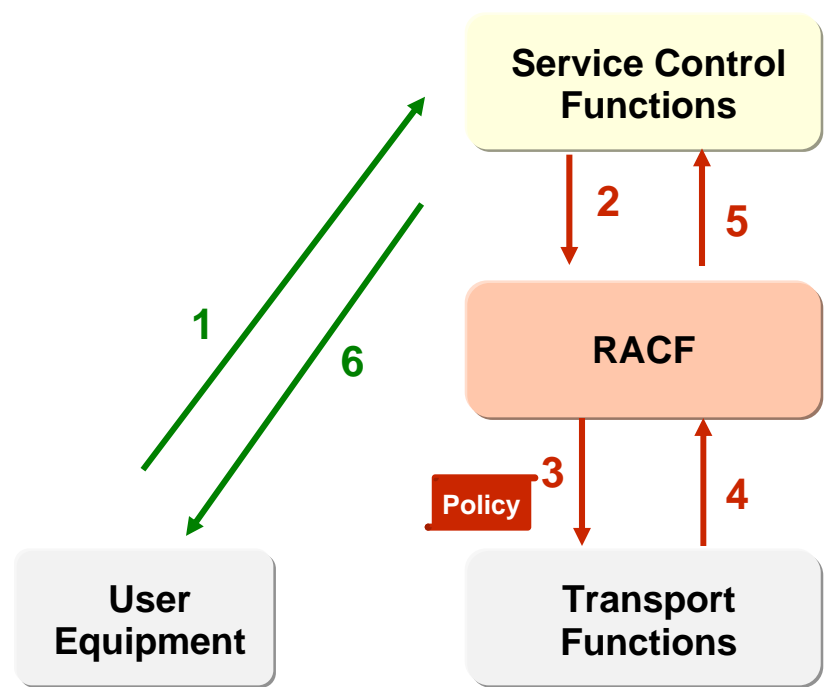 Service Control
Functions
2
5
1
RACF
6
3
Policy
4
User
Equipment
Transport
Functions